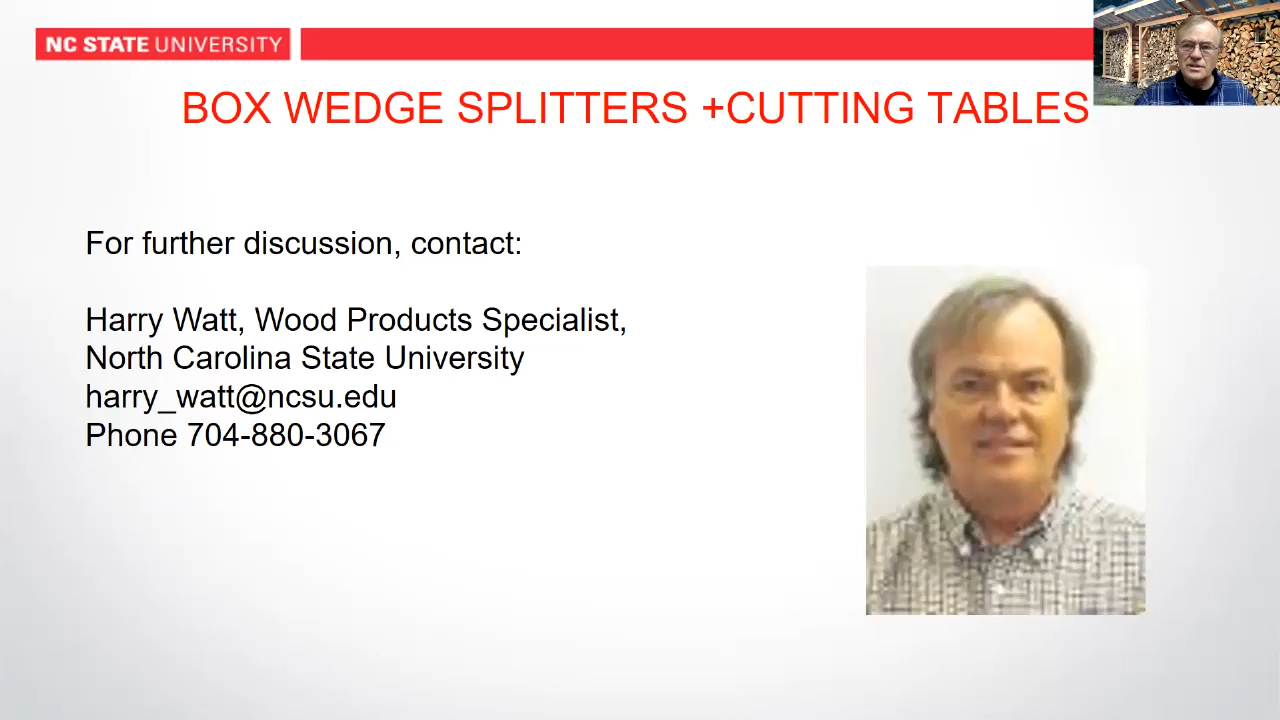 NC STATE UNIVERSITY
BOX WEDGE SPLITTERS +CUTTING TABLES
For further discussion, contact:
Harry Watt, Wood Products Specialist,
North Carolina State University
harry_watt@ncsu.edu
Phone 704-880-3067